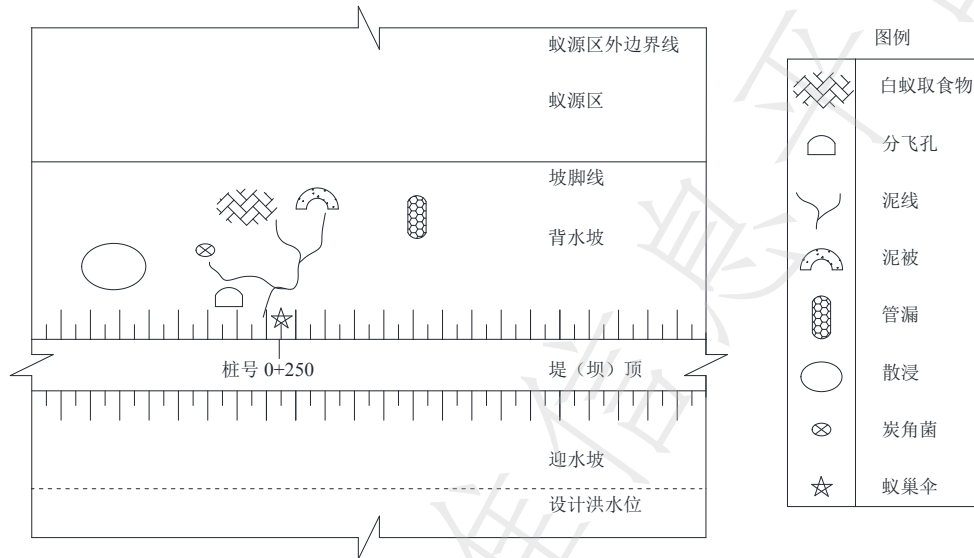 蚁源区外边界线
蚁源区
坡脚线
背水坡
桩号 0+250
堤（坝）顶
迎水坡
设计洪水位
图例
白蚁取食物
分飞孔
泥线
泥被
管漏
散浸
炭角菌
蚁巢伞